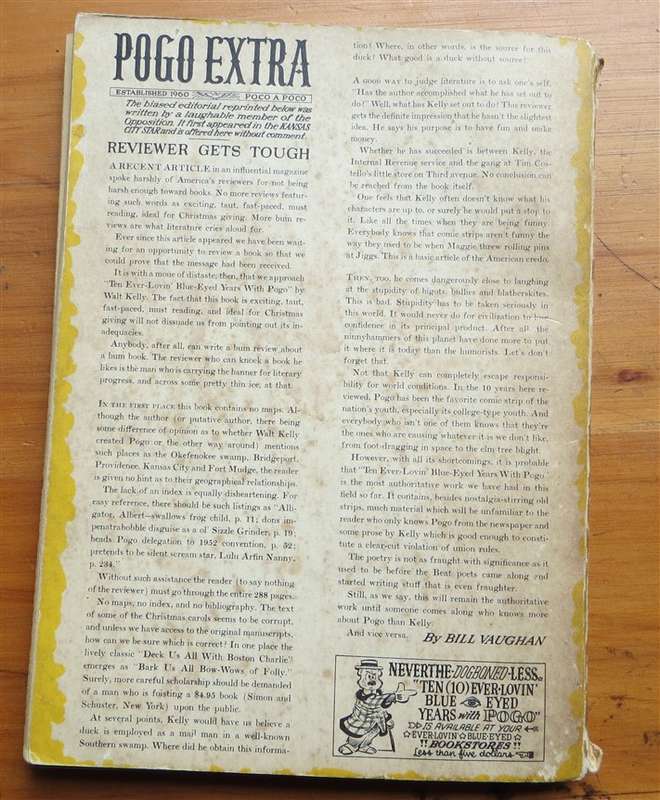 POGO EXTRA
ESTABLISHED 1960 POCO A POCO
The biased editorial reprinted below was
written by a laughable member of the
Opposition. It first appeared in the KANSAS
CITY STAR and is offered here without comment.
REVIEWER GETS TOUGH
A RECENT ARTICLE in an influential magazine
spoke harshly of America's reviewers for not being
harsh enough toward books. No more reviews featur-
ing such words as exciting, taut, fast-paced, must
reading, ideal for Christmas giving. More bum re-
views are what literature cries aloud for.
Ever since this article appeared we have been wait-
ing for an opportunity to review a book so that we
could prove that the message had been received.
It is with a moue of distaste, then, that we approach
"Ten Ever-Lovin' Blue-Eyed Years With Pogo" by
Walt Kelly. The fact that this book is exciting, taut,
fast-paced, must reading, and ideal for Christmas
giving will not dissuade us from pointing out its in-
adequacies.
Anybody, after all, can write a bum review about
a bum book. The reviewer who can knock a book he
likes is the man who is carrying the banner for literary
progress, and across some pretty thin ice, at that.
IN THE FIRST PLACE this book contains no maps. Al-
though the author (or putative author, there being
some difference of opinion as to whether Walt Kelly
created Pogo or the other way around) mentions
such places as the Okefenokee swamp, Bridgeport,
Providence, Kansas City and Fort Mudge, the reader
is given no hint as to their geographical relationships.
The lack of an index is equally disheartening. For
easy reference, there should be such listings as "Alli-
gator, Albert—swallows frog child, p. 11; dons im-
penetrabobble disguise as a ol' Sizzle Grinder, p. 19;
heads Pogo delegation to 1952 convention, p. 52;
pretends to be silent scream star, Lulu Arfin Nanny,
p. 234."
Without such assistance the reader (to say nothing
of the reviewer) must go through the entire 288 pages.
No maps, no index, and no bibliography. The text
of some of the Christmas carols seems to be corrupt,
and unless we have access to the original manuscripts,
how can we be sure which is correct? In one place the
lively classic "Deck Us All With Boston Charlie"
emerges as "Bark Us All Bow-Wows of Folly."
Surely, more careful scholarship should be demanded
of a man who is foisting a $4.95 book (Simon and
Schuster, New York) upon the public.
At several points, Kelly would have us believe a
duck is employed as a mail man in a well-known
Southern swamp. Where did he obtain this informa-
tion? Where, in other words, is the source for this
duck? What good is a duck without source?
A GOOD WAY to judge literature is to ask one's self,
"Has the author accomplished what he has set out to
do?" Well, what has Kelly set out to do? This reviewer
gets the definite impression that he hasn't the slightest
idea. He says his purpose is to have fun and make
money.
Whether he has succeeded is between Kelly, the
Internal Revenue service and the gang at Tim Cos-
tello's little store on Third avenue. No conclusion can
be reached from the book itself.
One feels that Kelly often doesn't know what his
characters are up to, or surely he would put a stop to
it. Like all the times when they are being funny.
Everybody knows that comic strips aren't funny the
way they used to be when Maggie threw rolling pins
at Jiggs. This is a basic article of the American credo.
THEN, TOO, he comes dangerously close to laughing
at the stupidity of bigots, bullies and blatherskites.
This is bad. Stupidity has to be taken seriously in
this world. It would never do for civilization to lose
confidence in its principal product. After all, the
ninnyhammers of this planet have done more to put
it where it is today than the humorists. Let's don't
forget that.
Not that Kelly can completely escape responsi-
bility for world conditions. In the 10 years here re-
viewed, Pogo has been the favorite comic strip of the
nation's youth, especially its college-type youth. And
everybody who isn't one of them knows that they're
the ones who are causing whatever it is we don't like,
from foot-dragging in space to the elm tree blight.
However, with all its shortcomings, it is probable
that "Ten Ever-Lovin' Blue-Eyed Years With Pogo"
is the most authoritative work we have had in this
field so far. It contains, besides nostalgia-stirring old
strips, much material which will be unfamiliar to the
reader who only knows Pogo from the newspaper and
some prose by Kelly which is good enough to consti-
tute a clear-cut violation of union rules.
The poetry is not as fraught with significance as it
used to be before the Beat poets came along and
started writing stuff that is even fraughter.
Still, as we say, this will remain the authoritative
work until someone comes along who knows more
about Pogo than Kelly.
And vice versa.
By BILL VAUGHAN
NEVERTHE-DOGBONED-LESS,
"TEN (10) EVER-LOVIN'
BLUE EYED
YEARS with POGO"
IS AVAILABLE AT YOUR
EVER-LOVIN' BLUE-EYED
!! BOOKSTORES !!
Less than five dollars